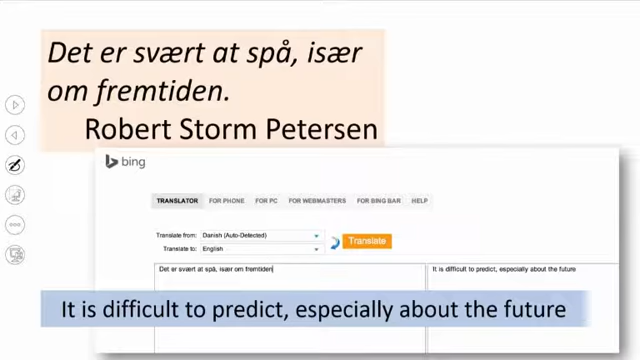 Det er svært at spå, især
om fremtiden.
Robert Storm Petersen
bing
TRANSLATOR FOR PHONE FOR PC FOR WEBMASTERS FOR BING BAR HELP
Translate from: Danish (Auto-Detected)
Translate to: English
Translate
Det er svært at spå, især om fremtiden
It is difficult to predict, especially about the future
It is difficult to predict, especially about the future